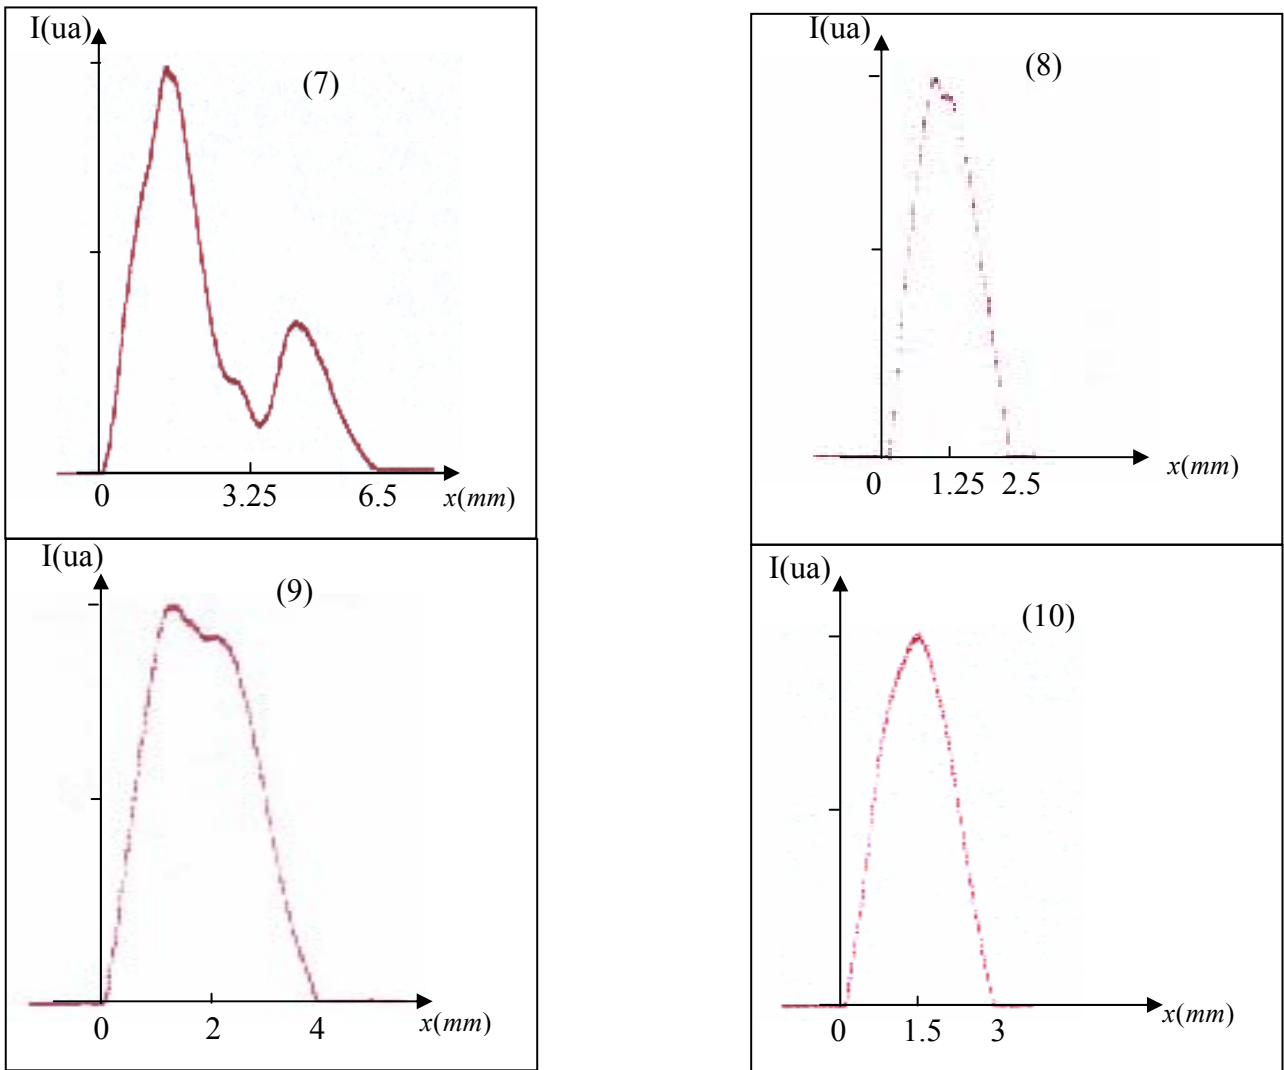 I(ua)
(7)
0 3.25 6.5 x(mm)
I(ua)
(8)
0 1.25 2.5 x(mm)
I(ua)
(9)
0 2 4 x(mm)
I(ua)
(10)
0 1.5 3 x(mm)